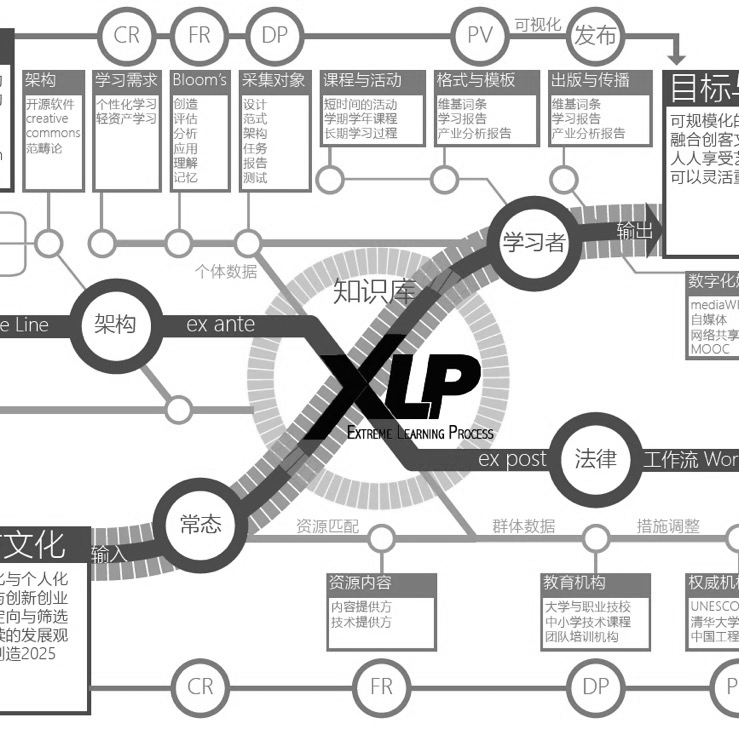 CR
FR
DP
PV
可视化
发布
目标
架构
开源软件
creative
commons
范畴论
学习需求
个性化学习
轻资产学习
Bloom's
创造
评估
分析
应用
理解
记忆
采集对象
设计
范式
架构
任务
报告
测试
课程与活动
短时间的活动
学期学年课程
长期学习过程
格式与模板
维基词条
学习报告
产业分析报告
出版与传播
维基词条
学习报告
产业分析报告
可规模化的
融合创客文
人人享受
可以灵活重
学习者
输出
个体数据
知识库
数字化
mediaWi
自媒体
网络共享
MOOC
e Line
架构
ex ante
XLP
EXTREME LEARNING PROCESS
ex post
法律
工作流 Wor
常态
文化
输入
化与个人化
与创新创业
定向与筛选
续的发展观
制造2025
资源匹配
群体数据
措施调整
资源内容
内容提供方
技术提供方
教育机构
大学与职业技校
中小学技术课程
团队培训机构
权威机
UNESCO
清华大学
中国工程
CR
FR
DP
P